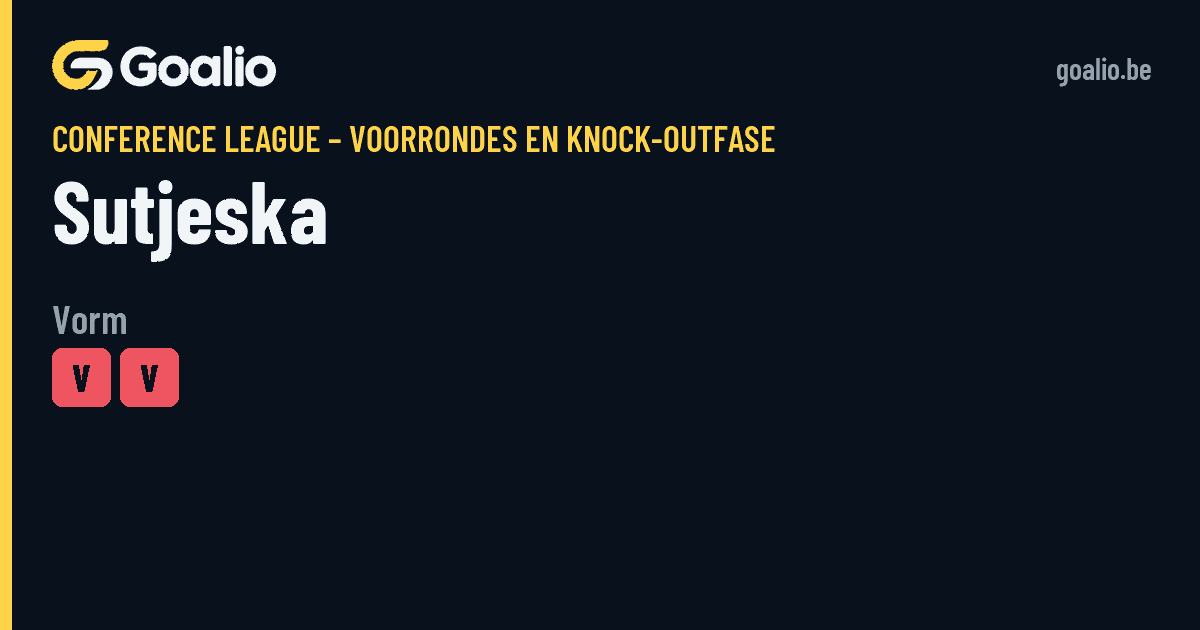 Goalio
goalio.be
CONFERENCE LEAGUE – VOORRONDES EN KNOCK-OUTFASE
Sutjeska
Vorm
V V